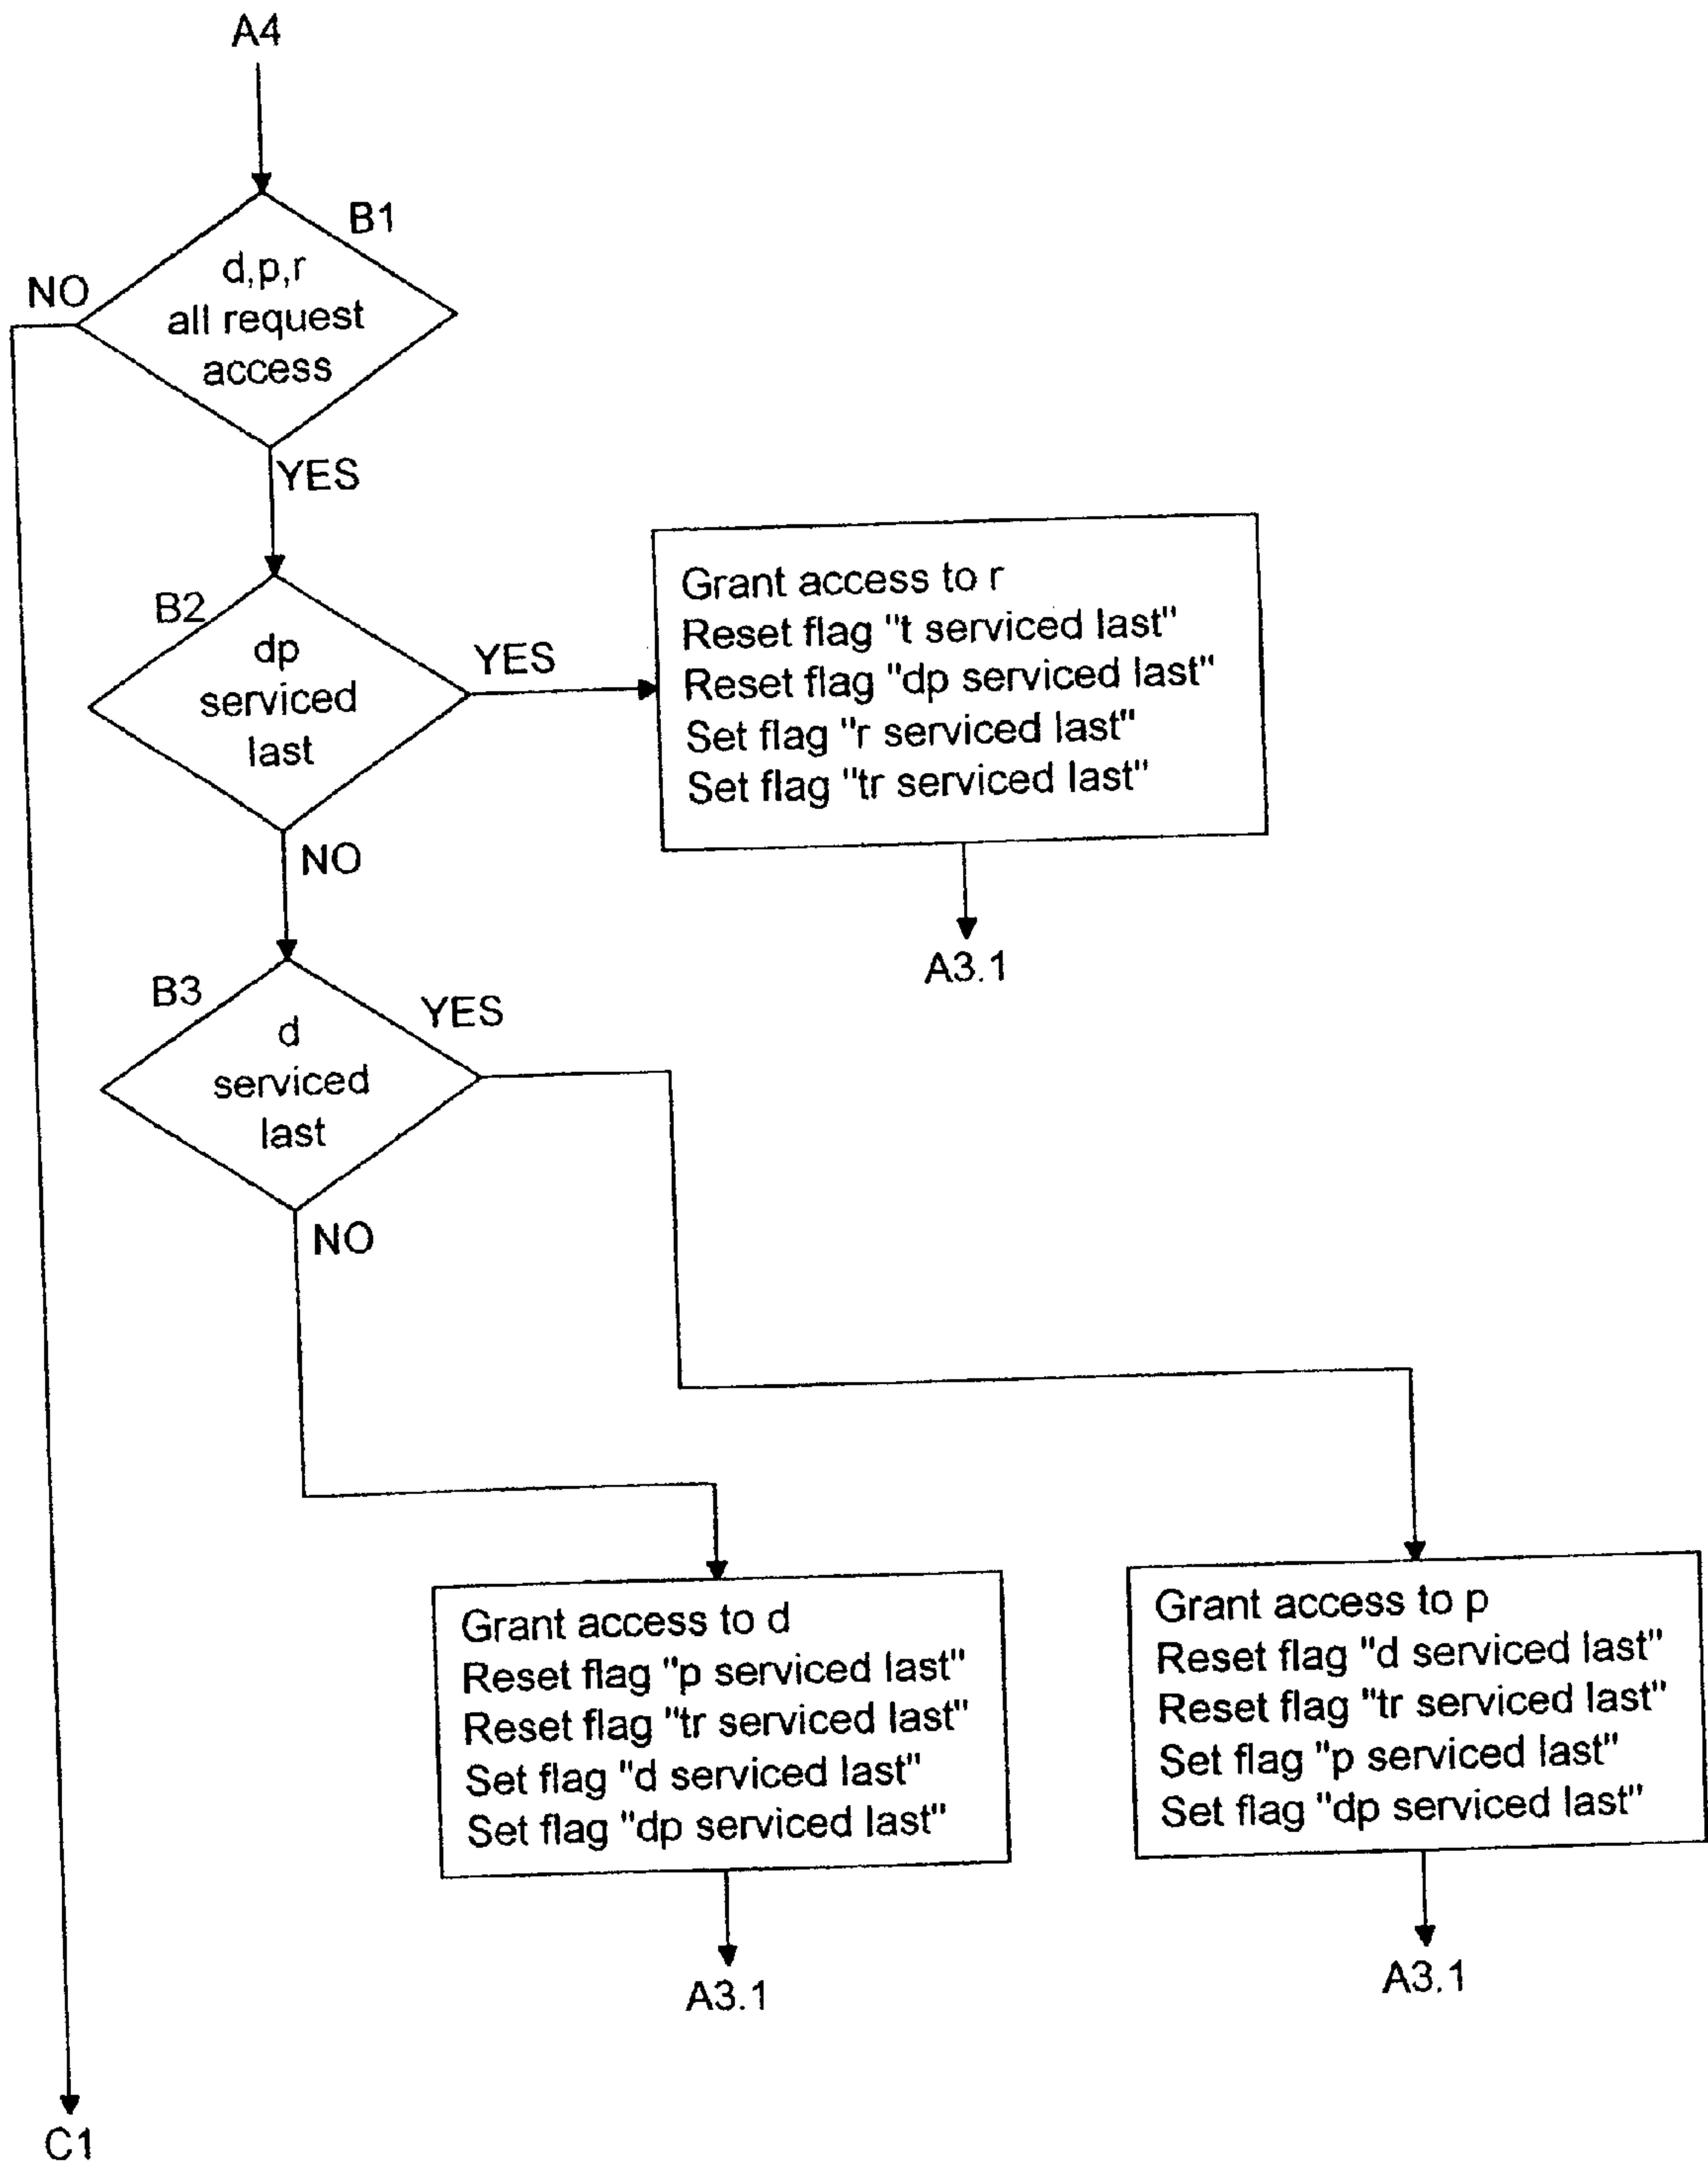 A4
B1
d,p,r
all request
access
NO
YES
B2
dp
serviced
last
YES
Grant access to r
Reset flag "t serviced last"
Reset flag "dp serviced last"
Set flag "r serviced last"
Set flag "tr serviced last"
NO
A3.1
B3
d
serviced
last
YES
NO
Grant access to d
Reset flag "p serviced last"
Reset flag "tr serviced last"
Set flag "d serviced last"
Set flag "dp serviced last"
Grant access to p
Reset flag "d serviced last"
Reset flag "tr serviced last"
Set flag "p serviced last"
Set flag "dp serviced last"
A3.1
A3.1
C1